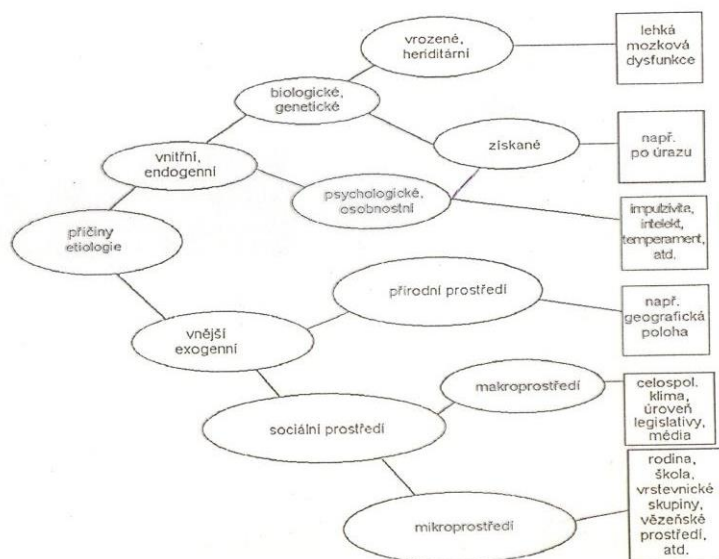 vrozené,
heriditární
lehká
mozková
dysfunkce
biologické,
genetické
získané
např.
po úrazu
vnitřní,
endogenní
psychologické,
osobnostní
impulzivita,
intelekt,
temperament,
atd.
příčiny
etiologie
přírodní prostředí
např.
geografická
poloha
vnější
exogenní
makroprostředí
celospol.
klima,
úroveň
legislativy,
média
sociální prostředí
rodina,
škola,
vrstevnické
skupiny,
vězeňské
prostředí,
atd.
mikroprostředí